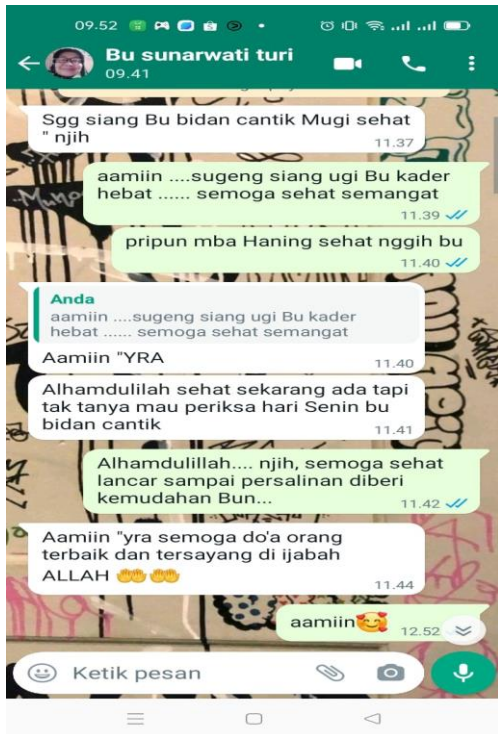 09.52
Bu sunarwati turi
09.41
Sgg siang Bu bidan cantik Mugi sehat
" njih
11.37
aamiin ....sugeng siang ugi Bu kader
hebat ...... semoga sehat semangat
11.39
pripun mba Haning sehat nggih bu
11.40
Anda
aamiin ....sugeng siang ugi Bu kader
hebat ...... semoga sehat semangat
Aamiin "YRA
11.40
Alhamdulilah sehat sekarang ada tapi
tak tanya mau periksa hari Senin bu
bidan cantik
11.41
Alhamdulillah.... njih, semoga sehat
lancar sampai persalinan diberi
kemudahan Bun...
11.42
Aamiin "yra semoga do'a orang
terbaik dan tersayang di ijabah
ALLAH 🤲🤲
11.44
aamiin🥰
12.52
Ketik pesan